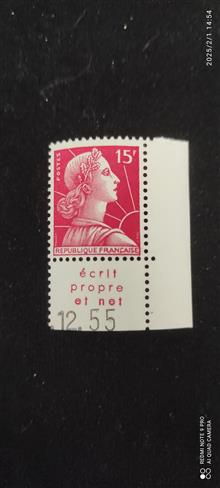 2025/2/1 14:54
POSTES
15F
REPUBLIQUE FRANÇAISE
écrit
propre
et net
12.55
REDMI NOTE 9 PRO
AI QUAD CAMERA